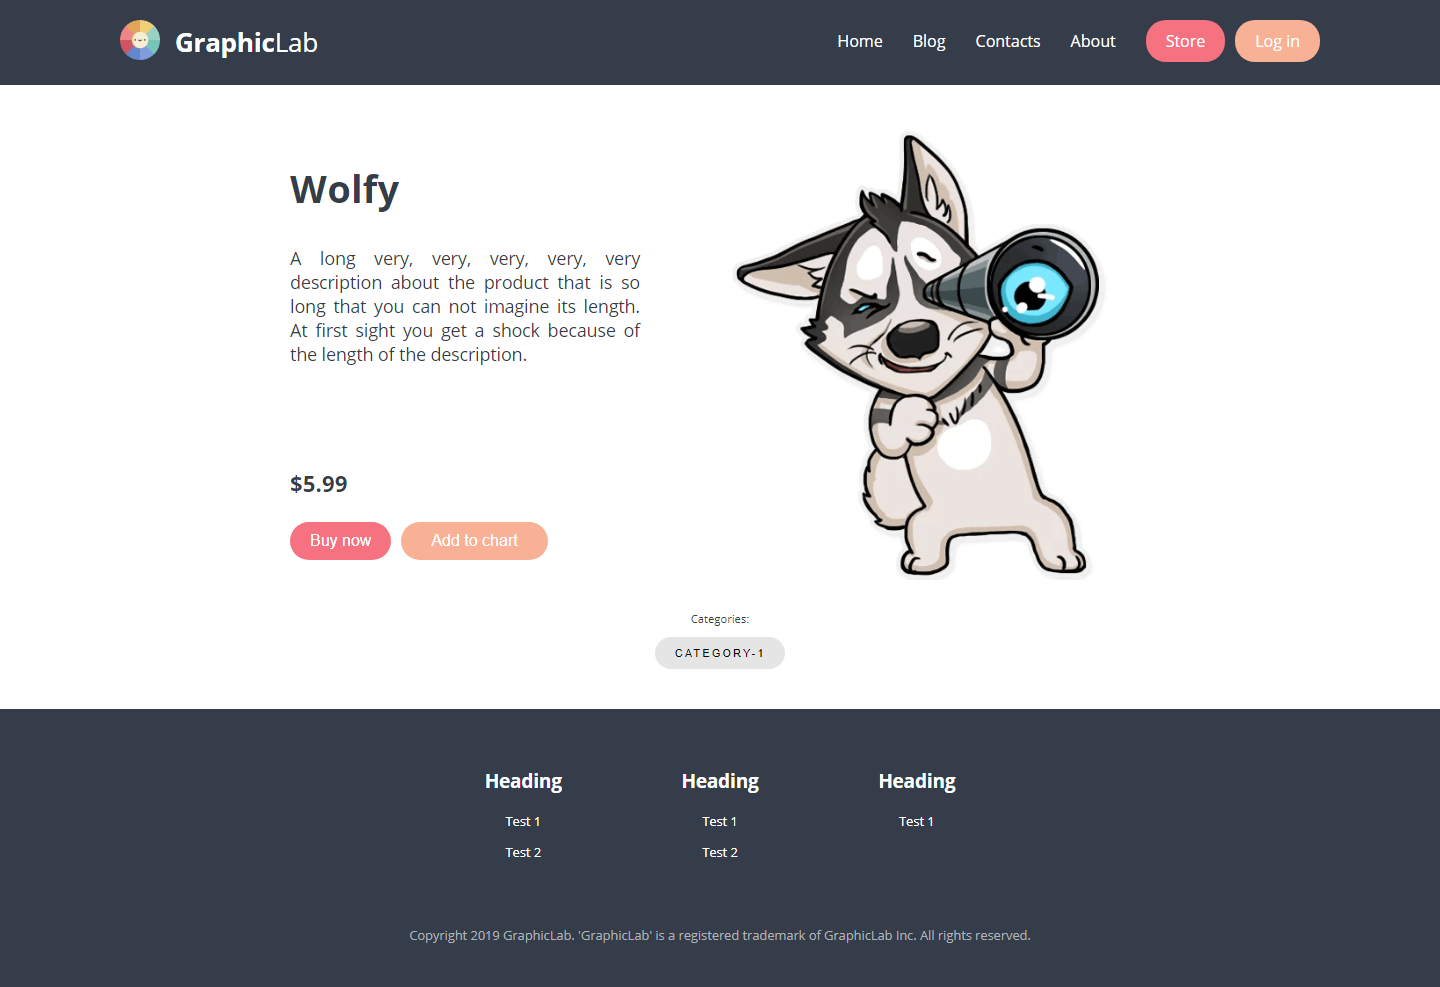 GraphicLab
Home Blog Contacts About Store Log in
Wolfy
A long very, very, very, very, very
description about the product that is so
long that you can not imagine its length.
At first sight you get a shock because of
the length of the description.
$5.99
Buy now Add to chart
Categories:
CATEGORY-1
Heading Heading Heading
Test 1 Test 1 Test 1
Test 2 Test 2
Copyright 2019 GraphicLab. 'GraphicLab' is a registered trademark of GraphicLab Inc. All rights reserved.